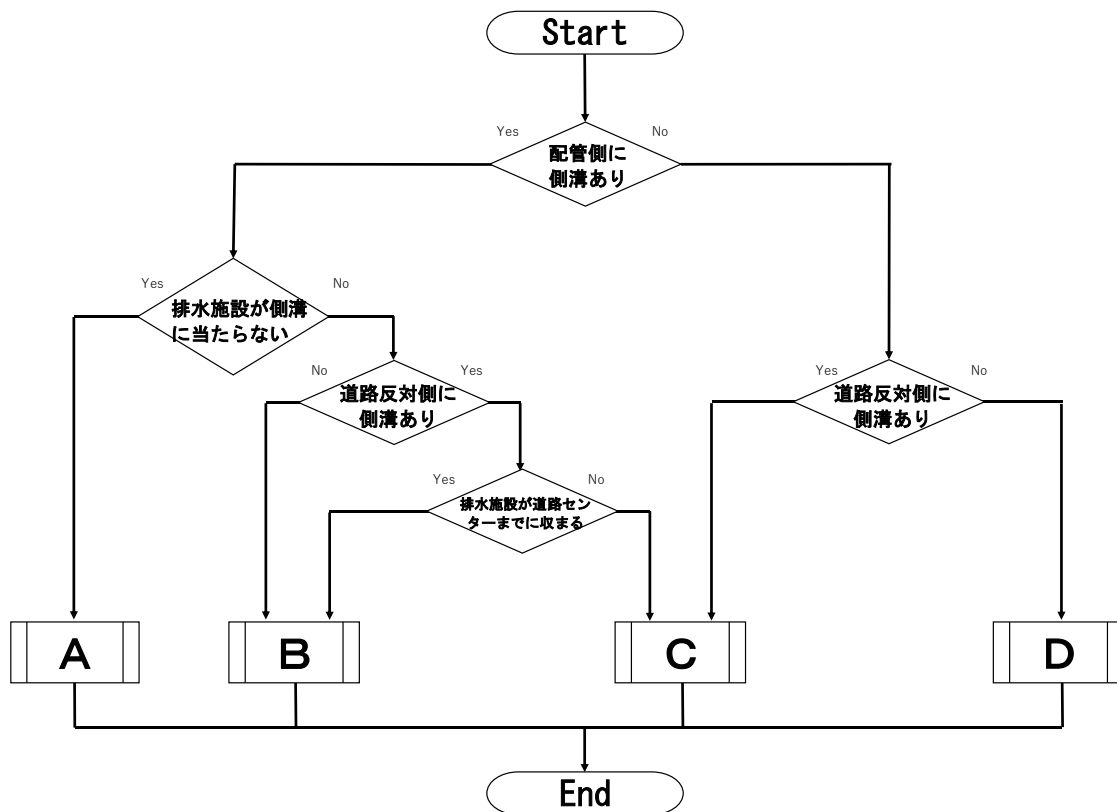 Start
Yes
No
配管側に
側溝あり
Yes
No
排水施設が側溝
に当たらない
No
Yes
道路反対側に
側溝あり
Yes
No
道路反対側に
側溝あり
Yes
No
排水施設が道路セン
ターまでに収まる
A
B
C
D
End